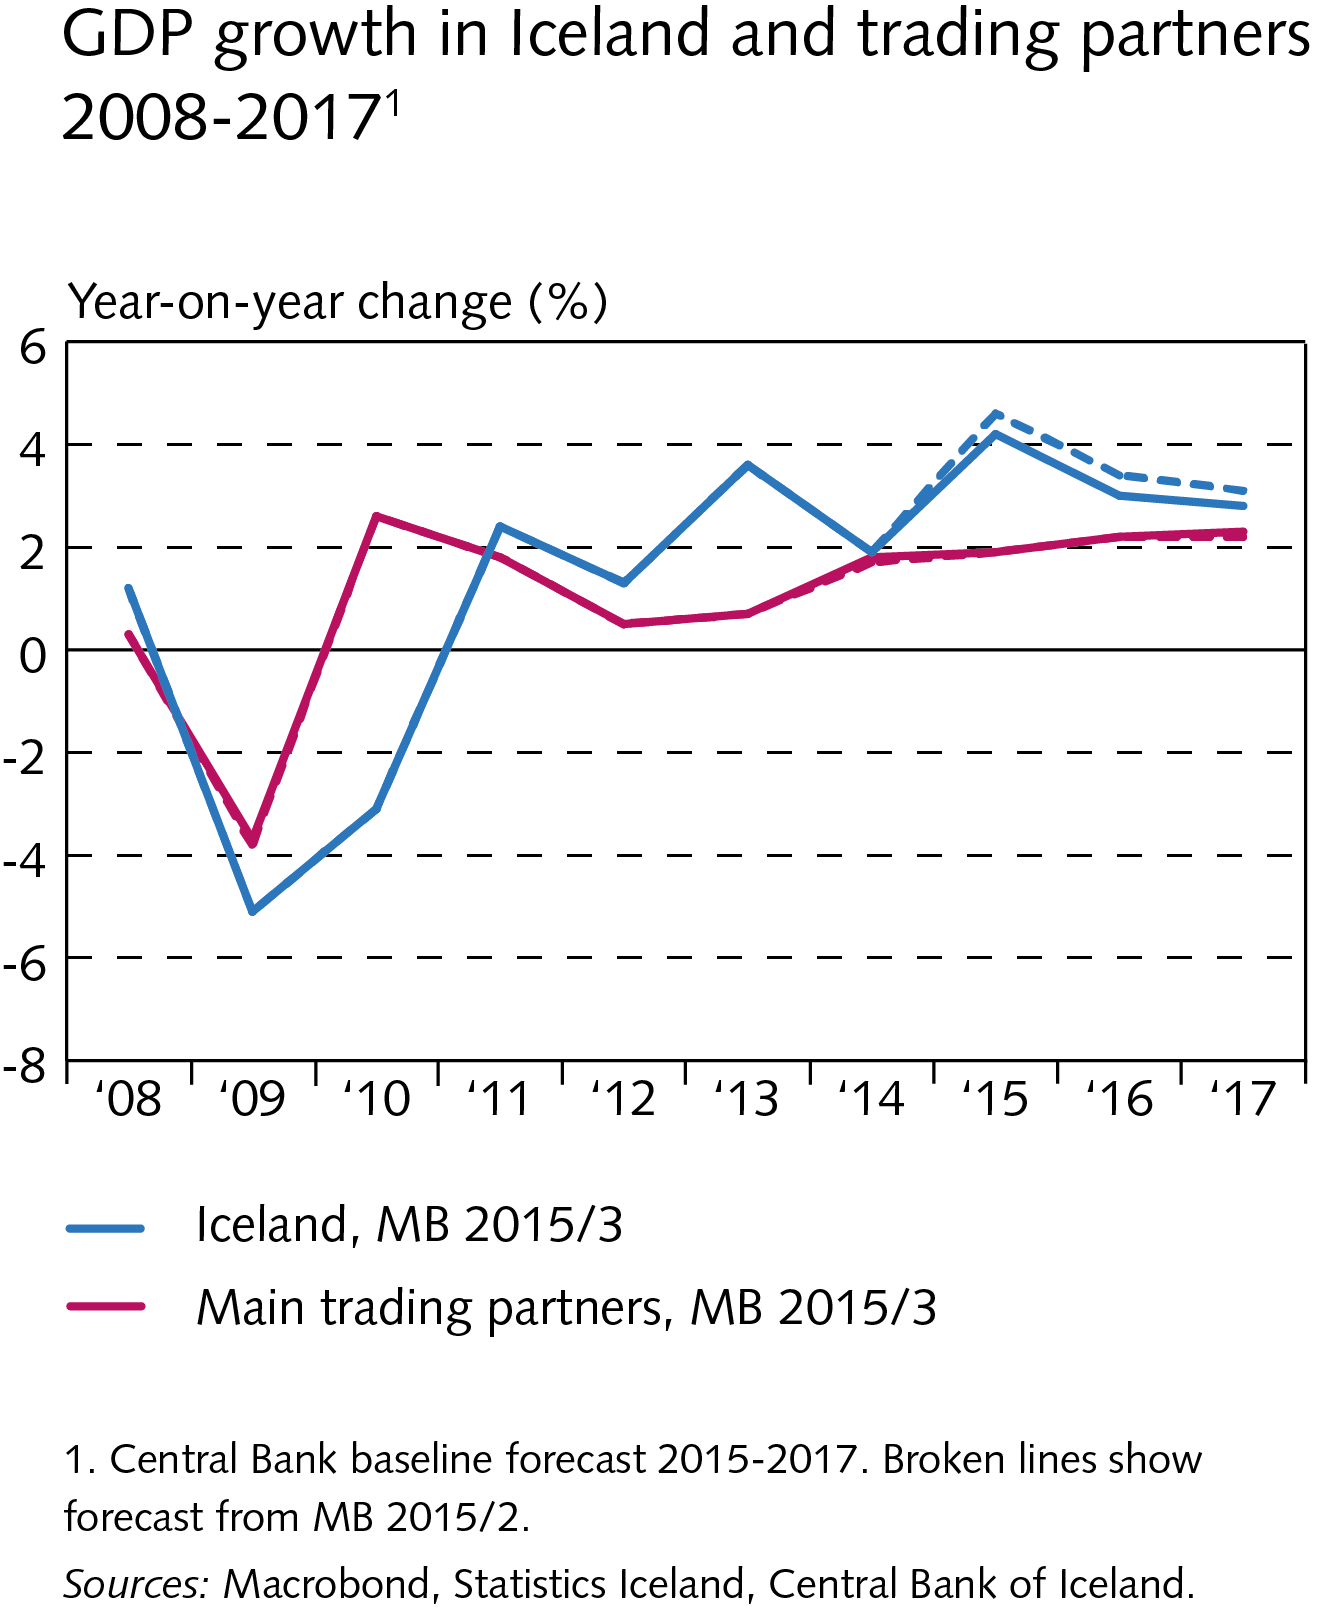 GDP growth in Iceland and trading partners
2008-2017¹
Year-on-year change (%)
6
4
2
0
-2
-4
-6
-8
‘08 ‘09 ‘10 ‘11 ‘12 ‘13 ‘14 ‘15 ‘16 ‘17
Iceland, MB 2015/3
Main trading partners, MB 2015/3
1. Central Bank baseline forecast 2015-2017. Broken lines show
forecast from MB 2015/2.
Sources: Macrobond, Statistics Iceland, Central Bank of Iceland.